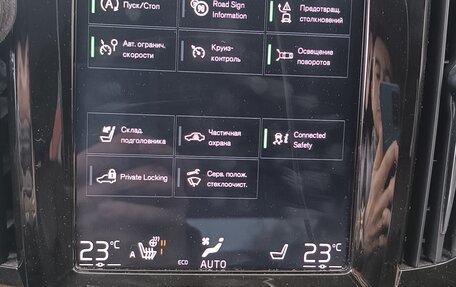 Пуск/Стоп
Road Sign
Information
Предотвращ.
столкновений
Авт. огранич.
скорости
Круиз-
контроль
Освещение
поворотов
Склад.
подголовника
Частичная
охрана
Connected
Safety
Private Locking
Серв. полож.
стеклоочист.
23°C
A
ECO
AUTO
23°C